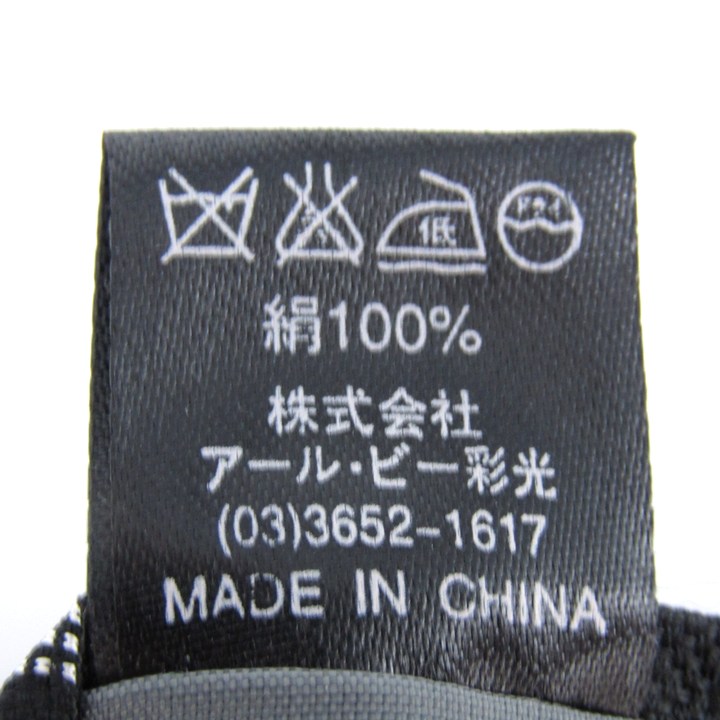 低 ドライ
絹100%
株式会社
アール・ビー彩光
(03)3652-1617
MADE IN CHINA